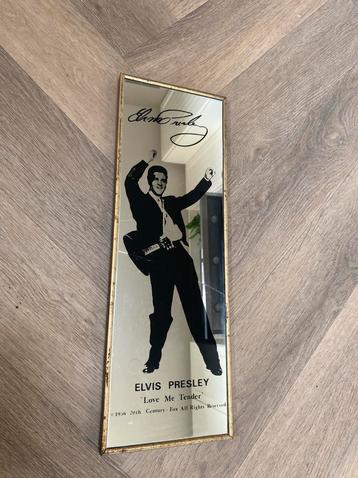 Elvis Presley
ELVIS PRESLEY
"Love Me Tender"
©1956 20th Century-Fox All Rights Reserved